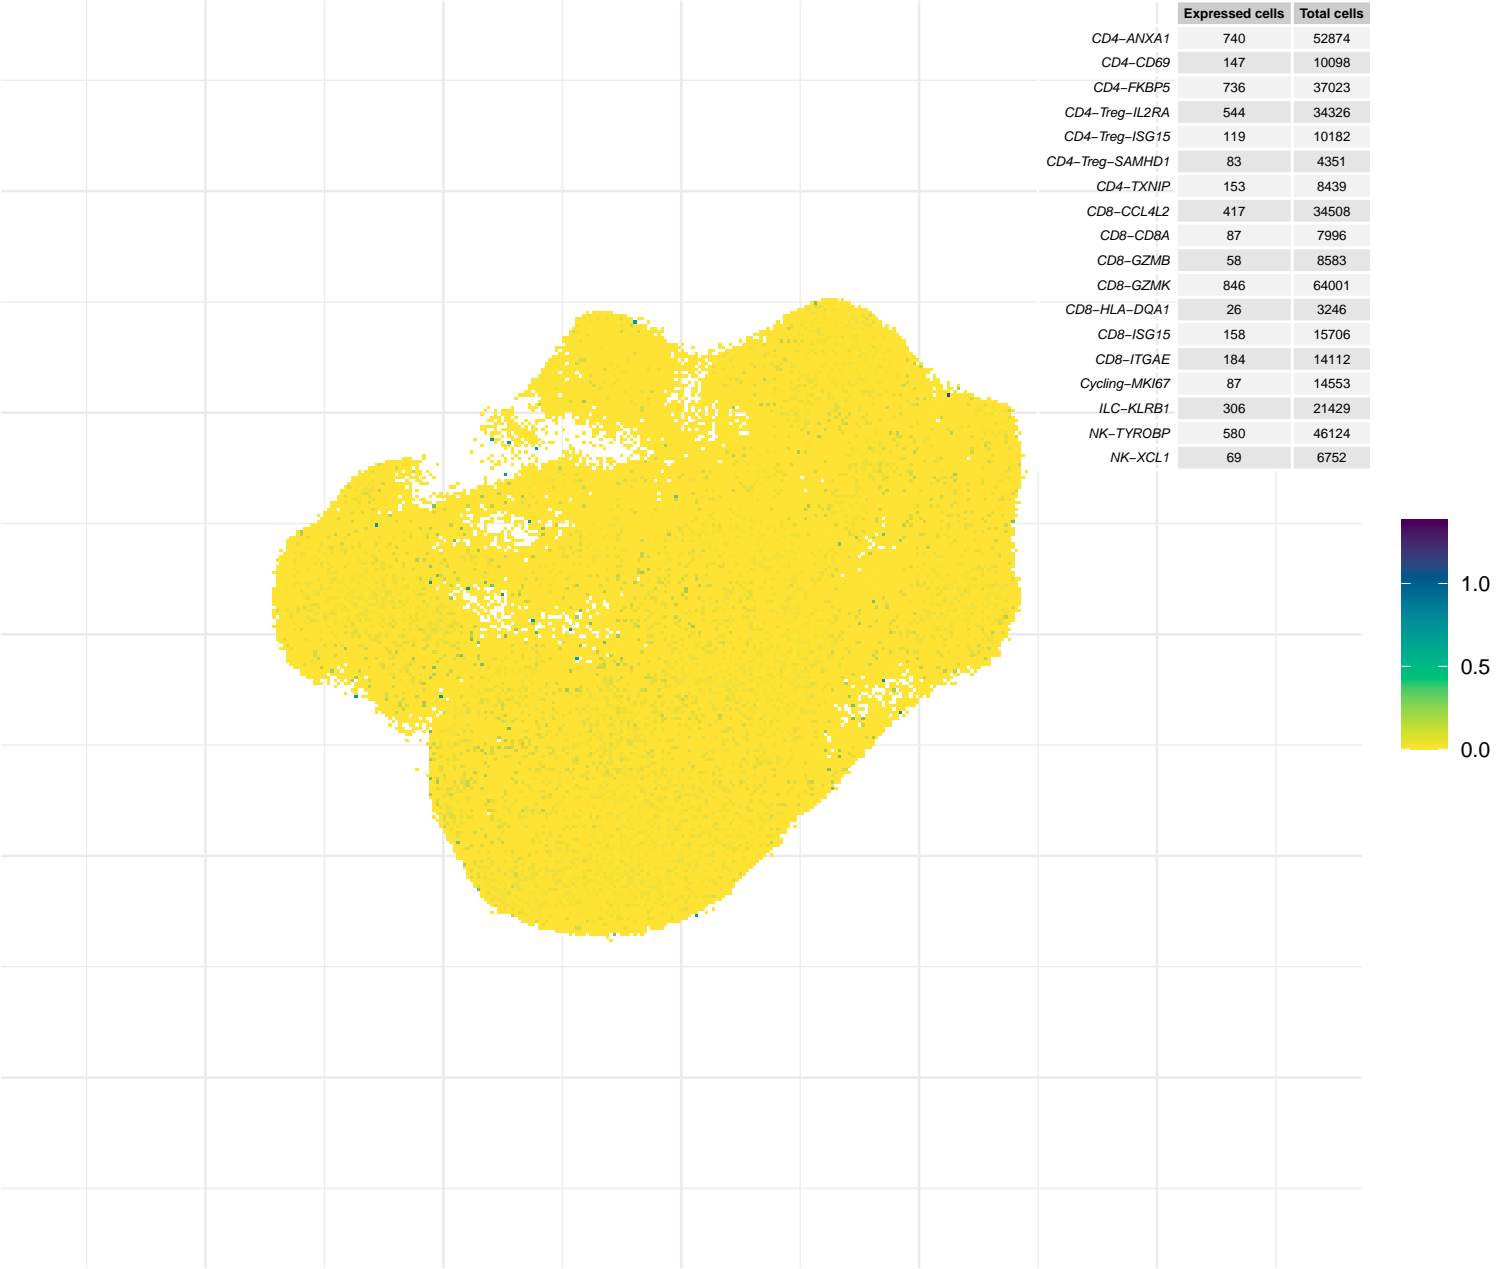 Expressed cells Total cells
CD4−ANXA1 740 52874
CD4−CD69 147 10098
CD4−FKBP5 736 37023
CD4−Treg−IL2RA 544 34326
CD4−Treg−ISG15 119 10182
CD4−Treg−SAMHD1 83 4351
CD4−TXNIP 153 8439
CD8−CCL4L2 417 34508
CD8−CD8A 87 7996
CD8−GZMB 58 8583
CD8−GZMK 846 64001
CD8−HLA−DQA1 26 3246
CD8−ISG15 158 15706
CD8−ITGAE 184 14112
Cycling−MKI67 87 14553
ILC−KLRB1 306 21429
NK−TYROBP 580 46124
NK−XCL1 69 6752
1.0
0.5
0.0